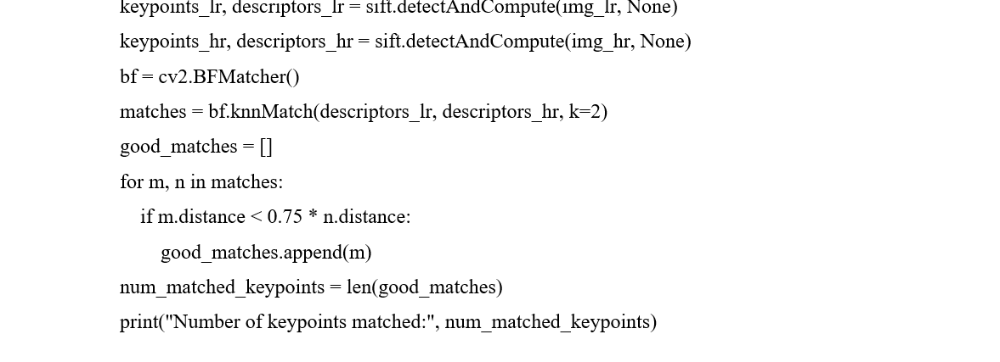 keypoints_lr, descriptors_lr = sift.detectAndCompute(img_lr, None)
keypoints_hr, descriptors_hr = sift.detectAndCompute(img_hr, None)
bf = cv2.BFMatcher()
matches = bf.knnMatch(descriptors_lr, descriptors_hr, k=2)
good_matches = []
for m, n in matches:
    if m.distance < 0.75 * n.distance:
        good_matches.append(m)
num_matched_keypoints = len(good_matches)
print("Number of keypoints matched:", num_matched_keypoints)